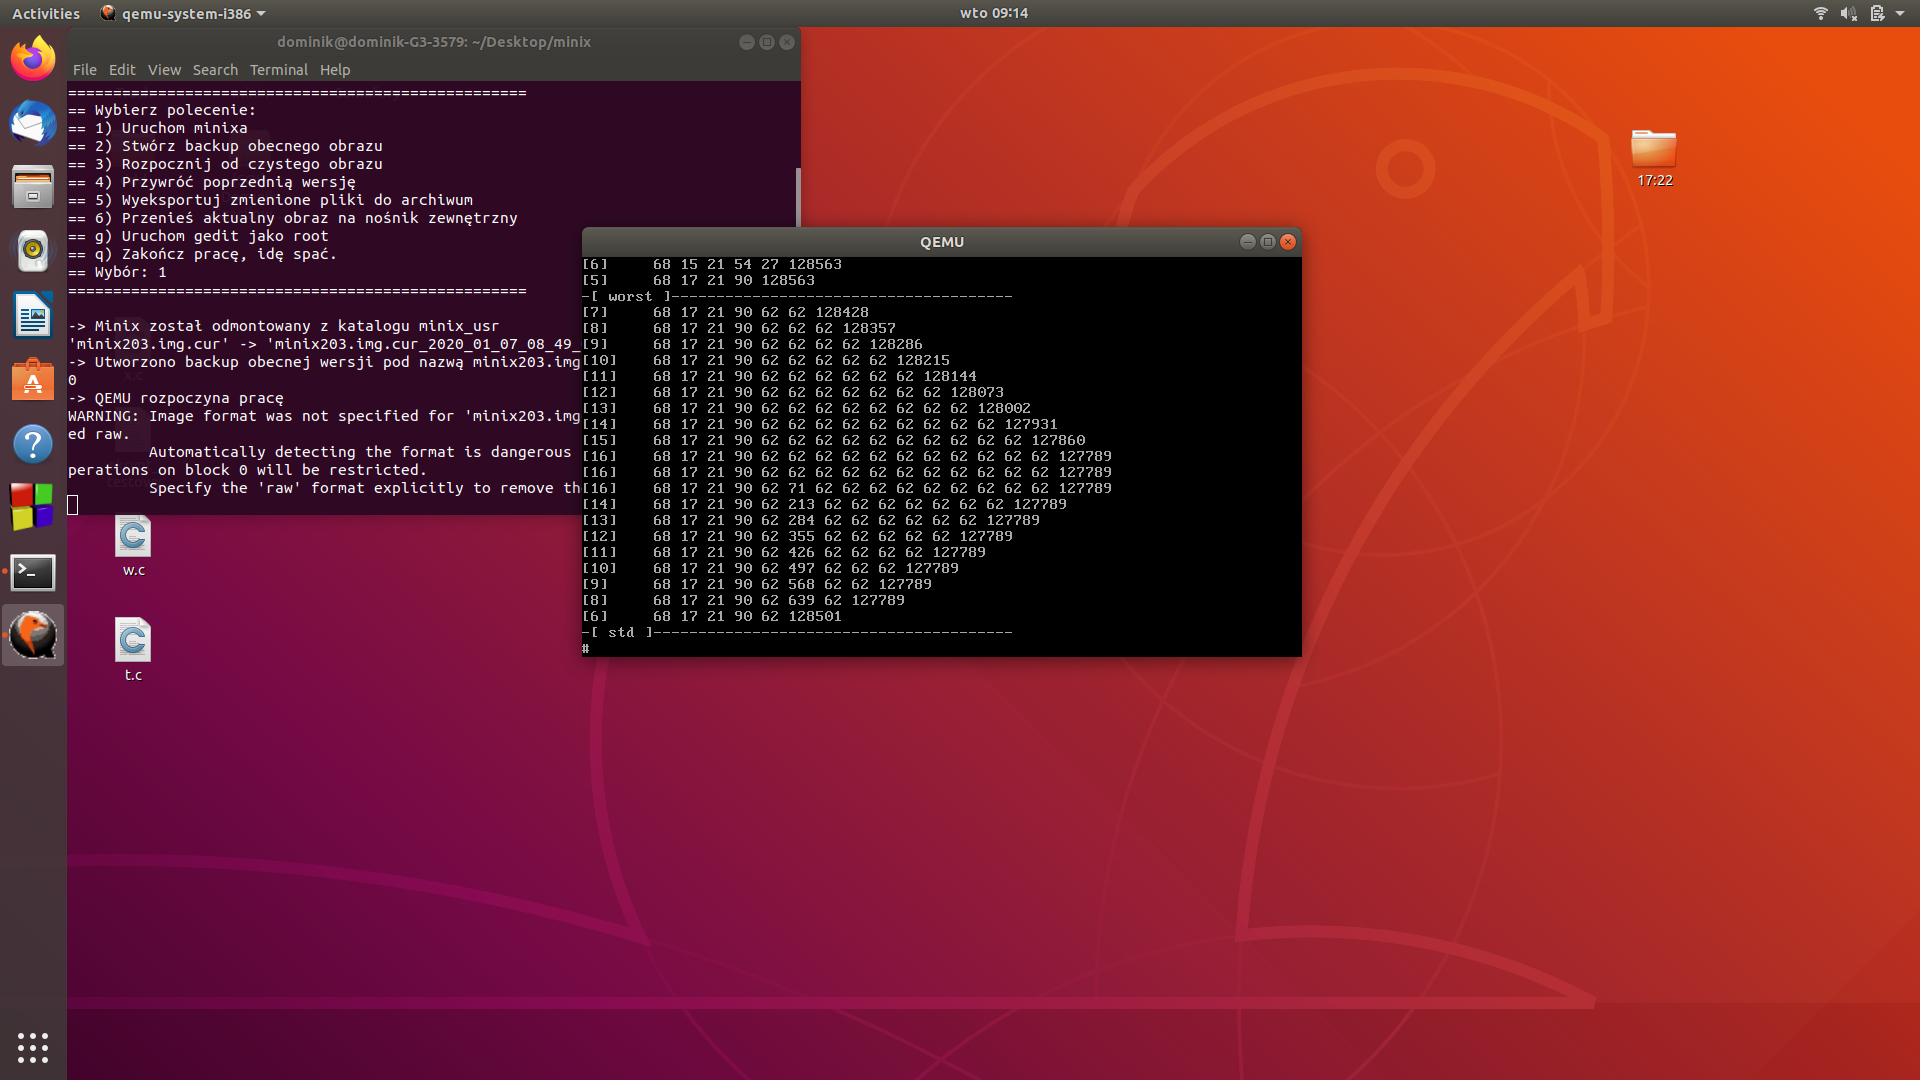 Activities
qemu-system-i386
wto 09:14
dominik@dominik-G3-3579: ~/Desktop/minix
File Edit View Search Terminal Help
===================================================
== Wybierz polecenie:
== 1) Uruchom minixa
== 2) Stwórz backup obecnego obrazu
== 3) Rozpocznij od czystego obrazu
== 4) Przywróć poprzednią wersję
== 5) Wyeksportuj zmienione pliki do archiwum
== 6) Przenieś aktualny obraz na nośnik zewnętrzny
== g) Uruchom gedit jako root
== q) Zakończ pracę, idę spać.
== Wybór: 1
===================================================
-> Minix został odmontowany z katalogu minix_usr
'minix203.img.cur' -> 'minix203.img.cur_2020_01_07_08_49_
-> Utworzono backup obecnej wersji pod nazwą minix203.img
0
-> QEMU rozpoczyna pracę
WARNING: Image format was not specified for 'minix203.img
ed raw.
Automatically detecting the format is dangerous
perations on block 0 will be restricted.
Specify the 'raw' format explicitly to remove th
QEMU
[6] 68 15 21 54 27 128563
[5] 68 17 21 90 128563
-[ worst ]--------------------------------------
[7] 68 17 21 90 62 62 128428
[8] 68 17 21 90 62 62 62 128357
[9] 68 17 21 90 62 62 62 62 128286
[10] 68 17 21 90 62 62 62 62 62 128215
[11] 68 17 21 90 62 62 62 62 62 62 128144
[12] 68 17 21 90 62 62 62 62 62 62 62 128073
[13] 68 17 21 90 62 62 62 62 62 62 62 62 128002
[14] 68 17 21 90 62 62 62 62 62 62 62 62 62 127931
[15] 68 17 21 90 62 62 62 62 62 62 62 62 62 62 127860
[16] 68 17 21 90 62 62 62 62 62 62 62 62 62 62 62 127789
[16] 68 17 21 90 62 62 62 62 62 62 62 62 62 62 62 127789
[16] 68 17 21 90 62 71 62 62 62 62 62 62 62 62 62 127789
[14] 68 17 21 90 62 213 62 62 62 62 62 62 62 127789
[13] 68 17 21 90 62 284 62 62 62 62 62 62 127789
[12] 68 17 21 90 62 355 62 62 62 62 62 127789
[11] 68 17 21 90 62 426 62 62 62 62 127789
[10] 68 17 21 90 62 497 62 62 62 127789
[9] 68 17 21 90 62 568 62 62 127789
[8] 68 17 21 90 62 639 62 127789
[6] 68 17 21 90 62 128501
-[ std ]----------------------------------------
#
w.c
t.c
17:22